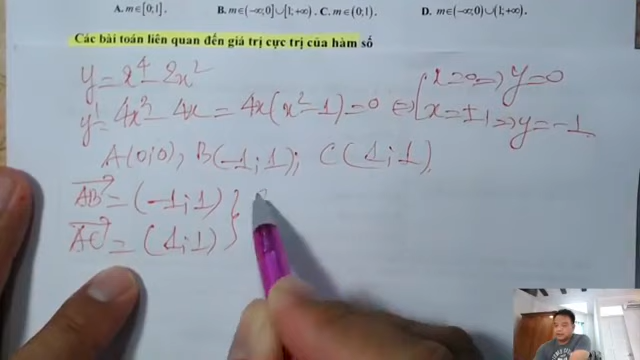 A. m∈[0;1]. B. m∈(-∞;0]∪[1;+∞). C. m∈(0;1). D. m∈(-∞;0)∪(1;+∞).
Các bài toán liên quan đến giá trị cực trị của hàm số
y = x⁴ - 2x²
y' = 4x³ - 4x = 4x(x² - 1) = 0 ⇔ [x = 0 ⇒ y = 0
x = ±1 ⇒ y = -1
A(0;0), B(-1;1); C(1;1).
AB = (-1;1)
AC = (1;1)